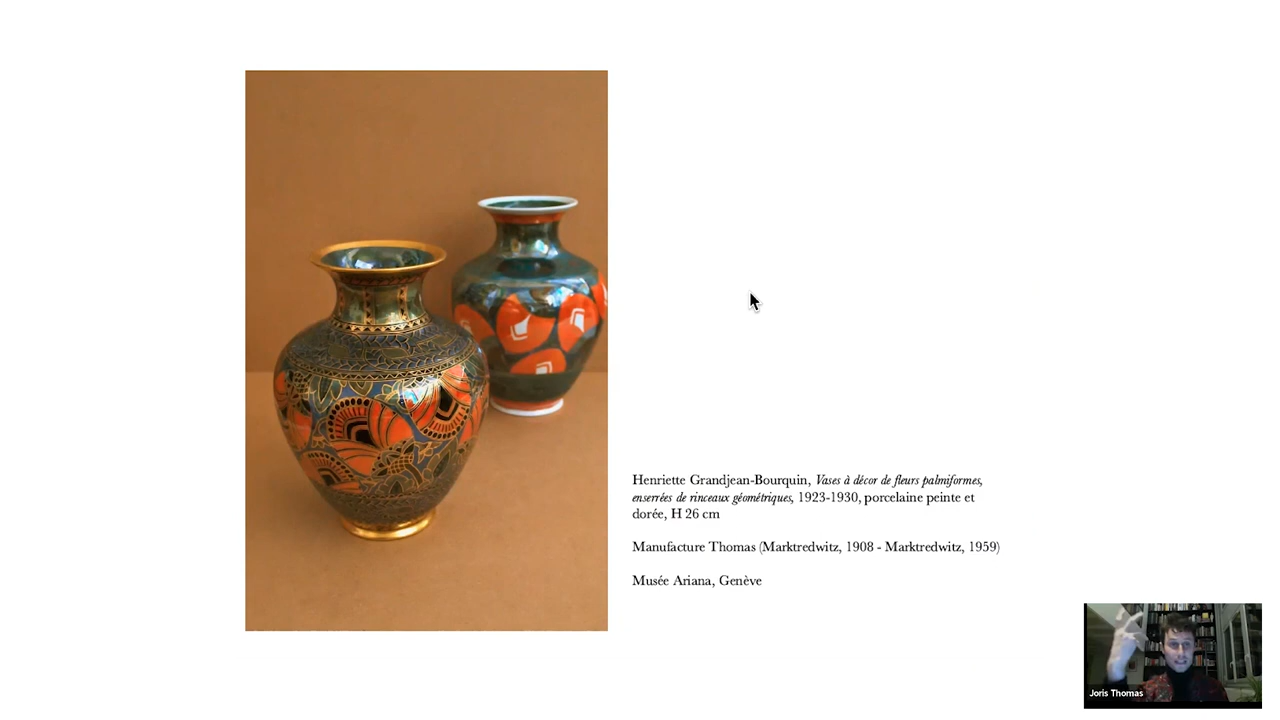 Henriette Grandjean-Bourquin, Vases à décor de fleurs palmiformes,
enserrées de rinceaux géométriques, 1923-1930, porcelaine peinte et
dorée, H 26 cm
Manufacture Thomas (Marktredwitz, 1908 - Marktredwitz, 1959)
Musée Ariana, Genève
Joris Thomas